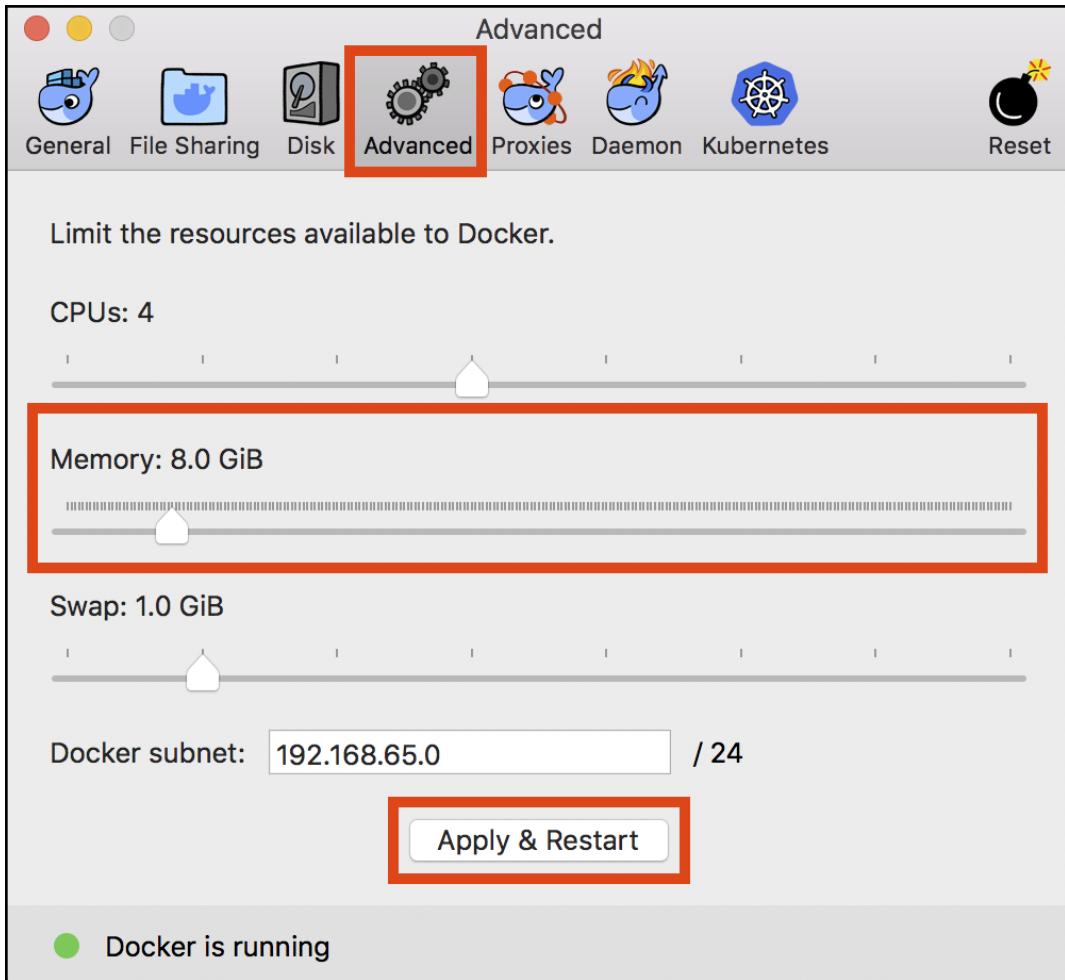 Advanced
General File Sharing Disk Advanced Proxies Daemon Kubernetes Reset
Limit the resources available to Docker.
CPUs: 4
Memory: 8.0 GiB
Swap: 1.0 GiB
Docker subnet: 192.168.65.0 / 24
Apply & Restart
Docker is running